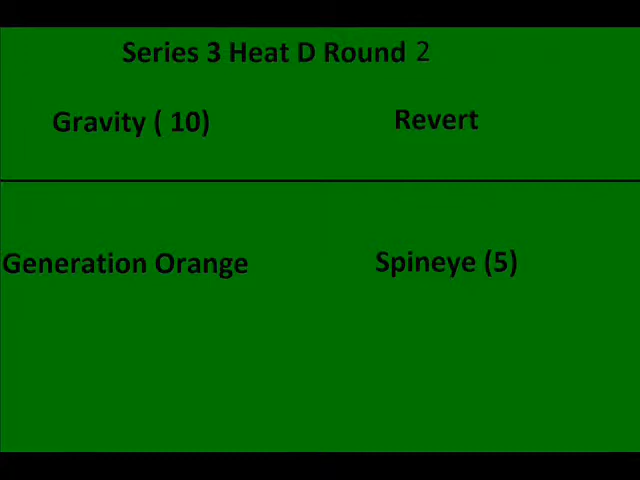 Series 3 Heat D Round 2
Gravity ( 10) Revert
Generation Orange Spineye (5)